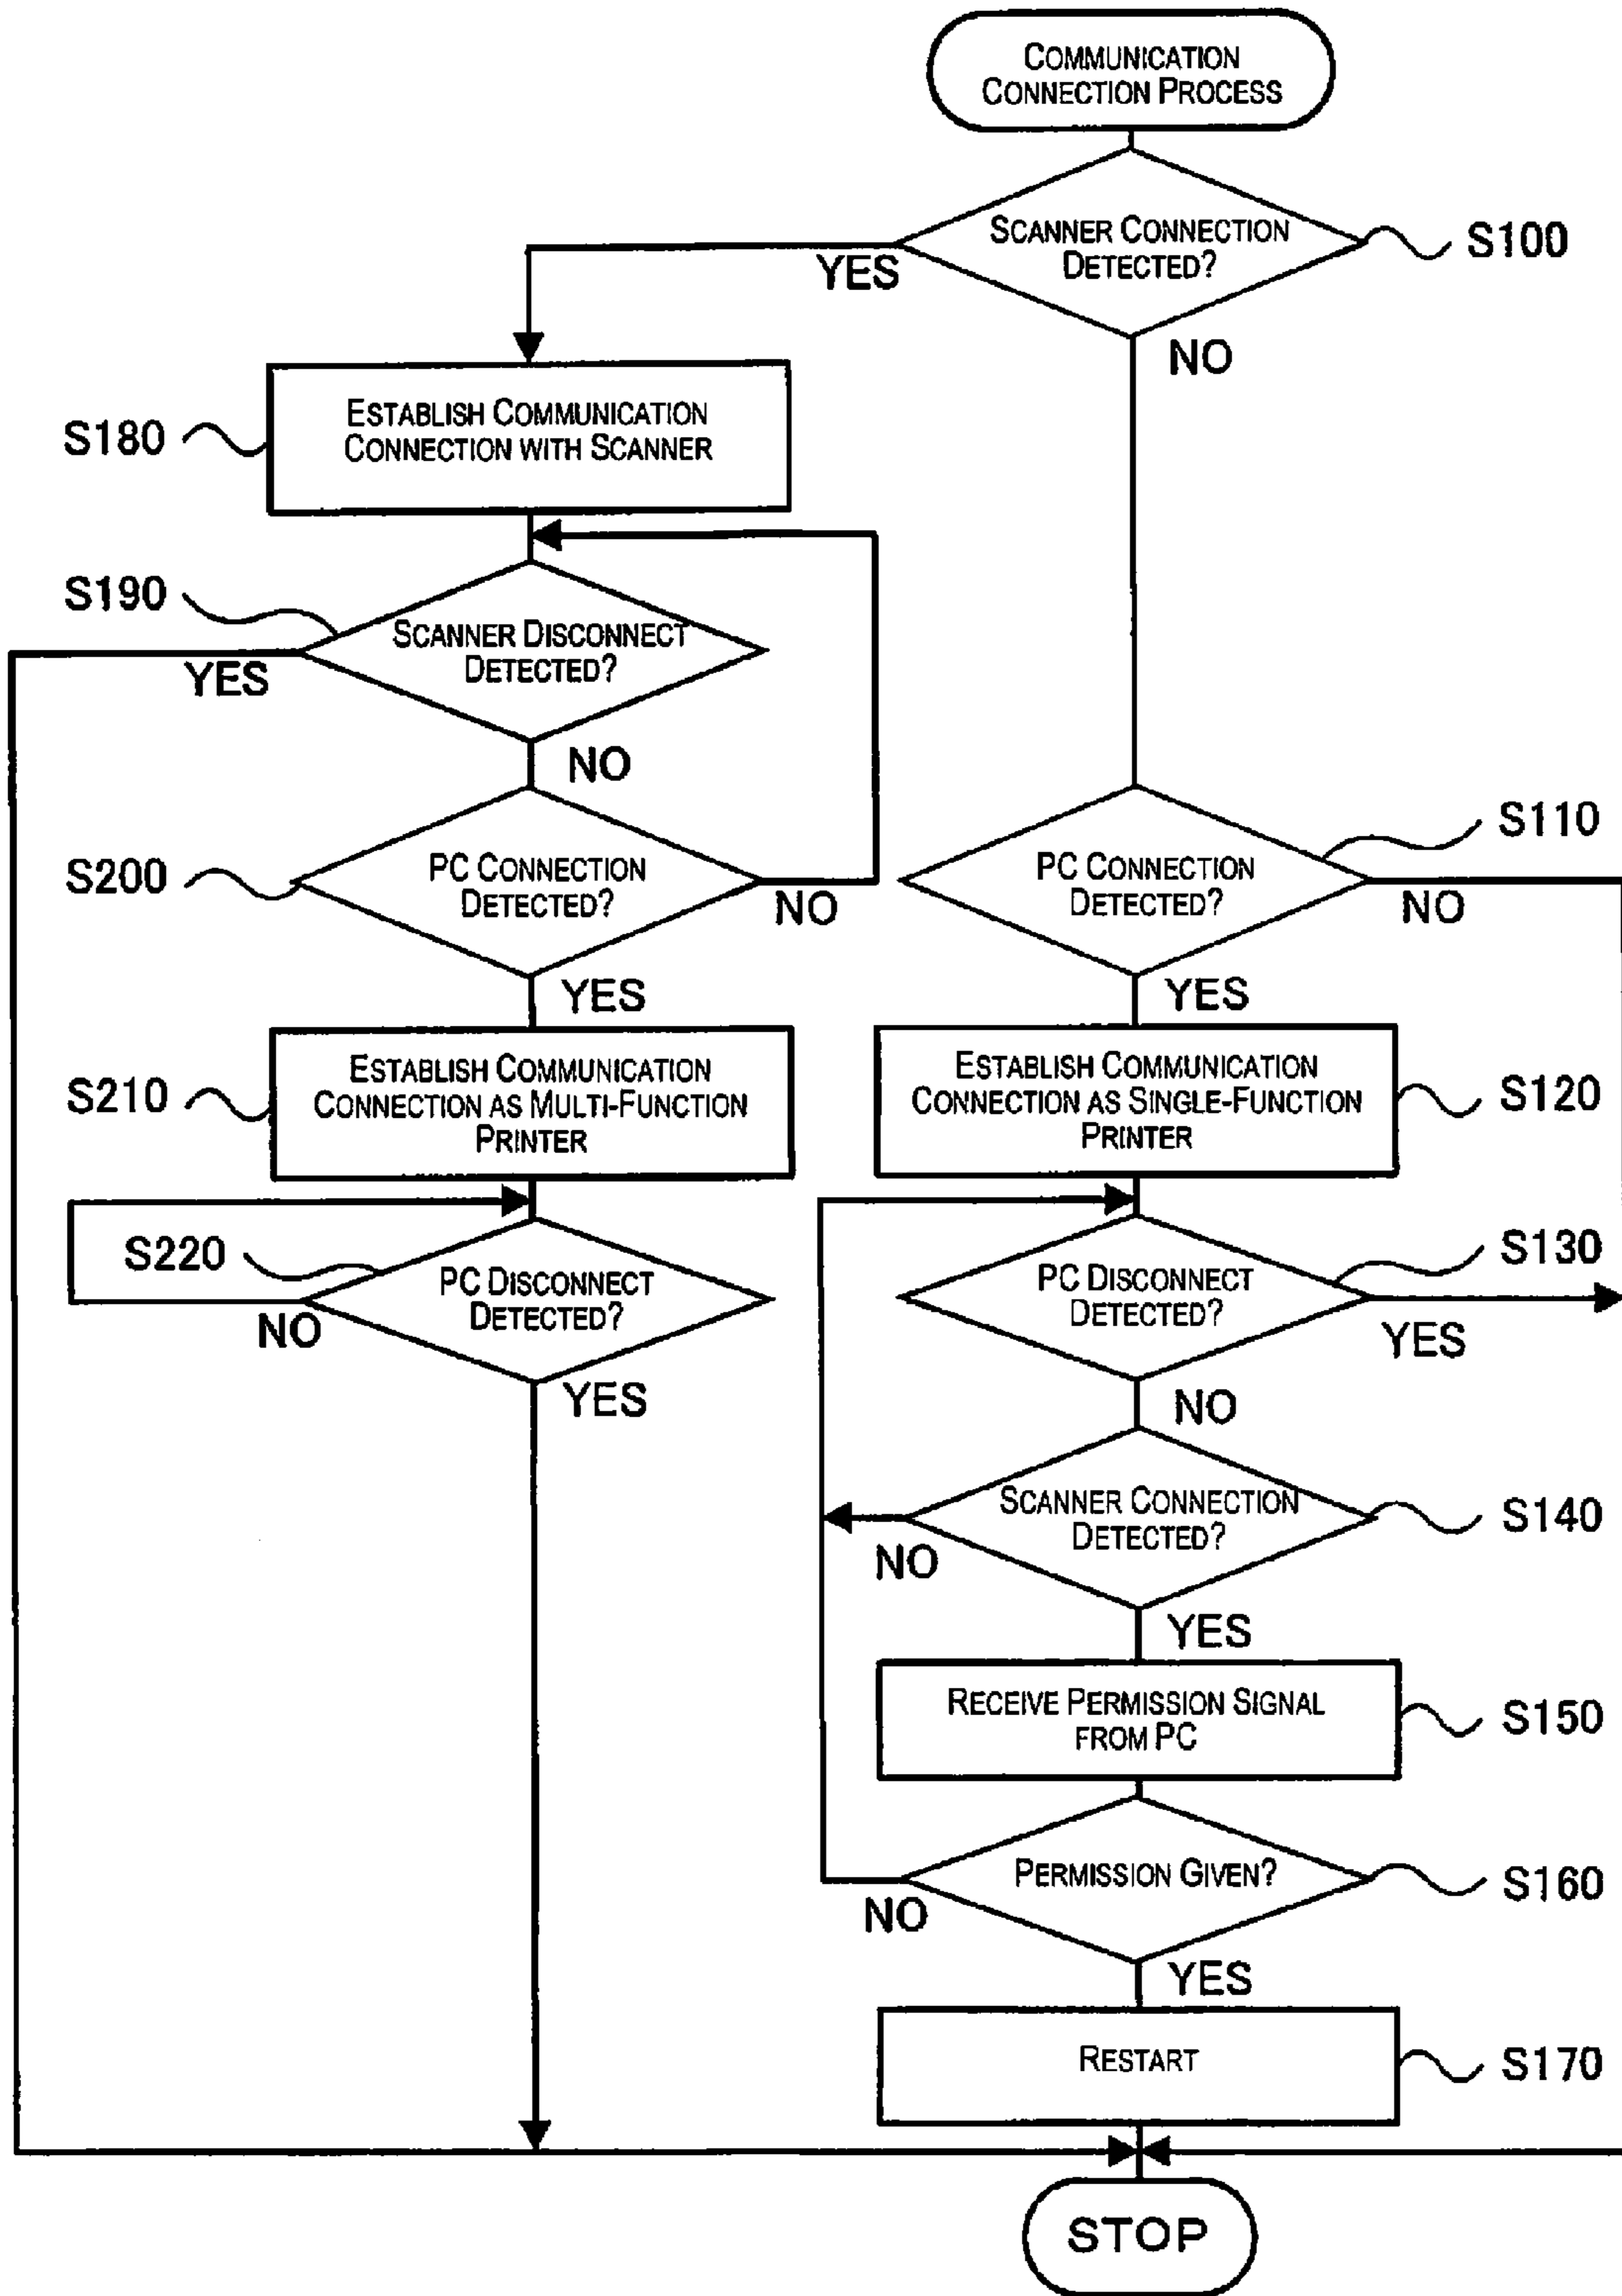 COMMUNICATION
CONNECTION PROCESS
SCANNER CONNECTION
DETECTED?
S100
YES
NO
ESTABLISH COMMUNICATION
CONNECTION WITH SCANNER
S180
S190
SCANNER DISCONNECT
DETECTED?
YES
NO
S200
PC CONNECTION
DETECTED?
NO
YES
S110
PC CONNECTION
DETECTED?
NO
YES
S210
ESTABLISH COMMUNICATION
CONNECTION AS MULTI-FUNCTION
PRINTER
ESTABLISH COMMUNICATION
CONNECTION AS SINGLE-FUNCTION
PRINTER
S120
S220
PC DISCONNECT
DETECTED?
NO
YES
S130
PC DISCONNECT
DETECTED?
YES
NO
SCANNER CONNECTION
DETECTED?
S140
NO
YES
RECEIVE PERMISSION SIGNAL
FROM PC
S150
PERMISSION GIVEN?
S160
NO
YES
RESTART
S170
STOP